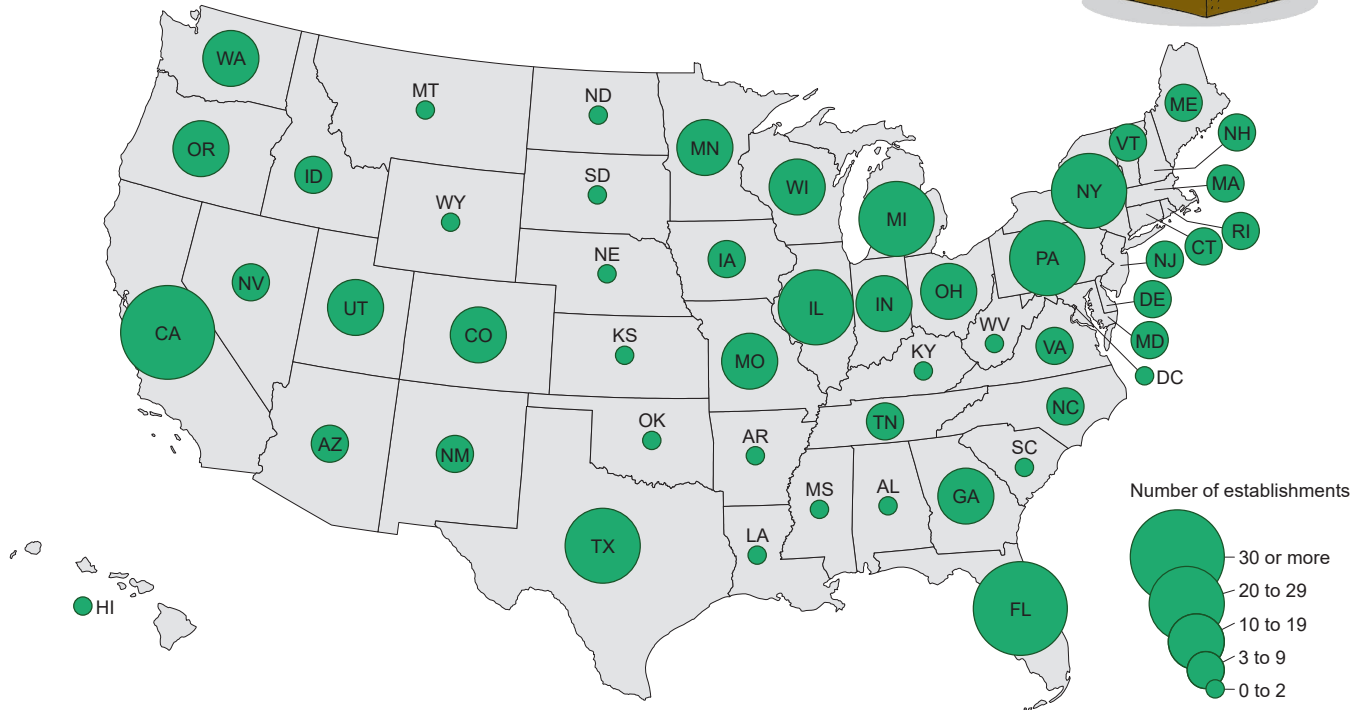 WA
MT
ND
MN
ME
NH
VT
OR
ID
SD
WI
MI
NY
MA
WY
RI
CT
NE
IA
PA
NJ
NV
UT
CO
IL
IN
OH
DE
CA
KS
MO
WV
VA
MD
KY
DC
AZ
NM
OK
AR
TN
NC
SC
MS
AL
GA
TX
LA
FL
HI
Number of establishments
30 or more
20 to 29
10 to 19
3 to 9
0 to 2